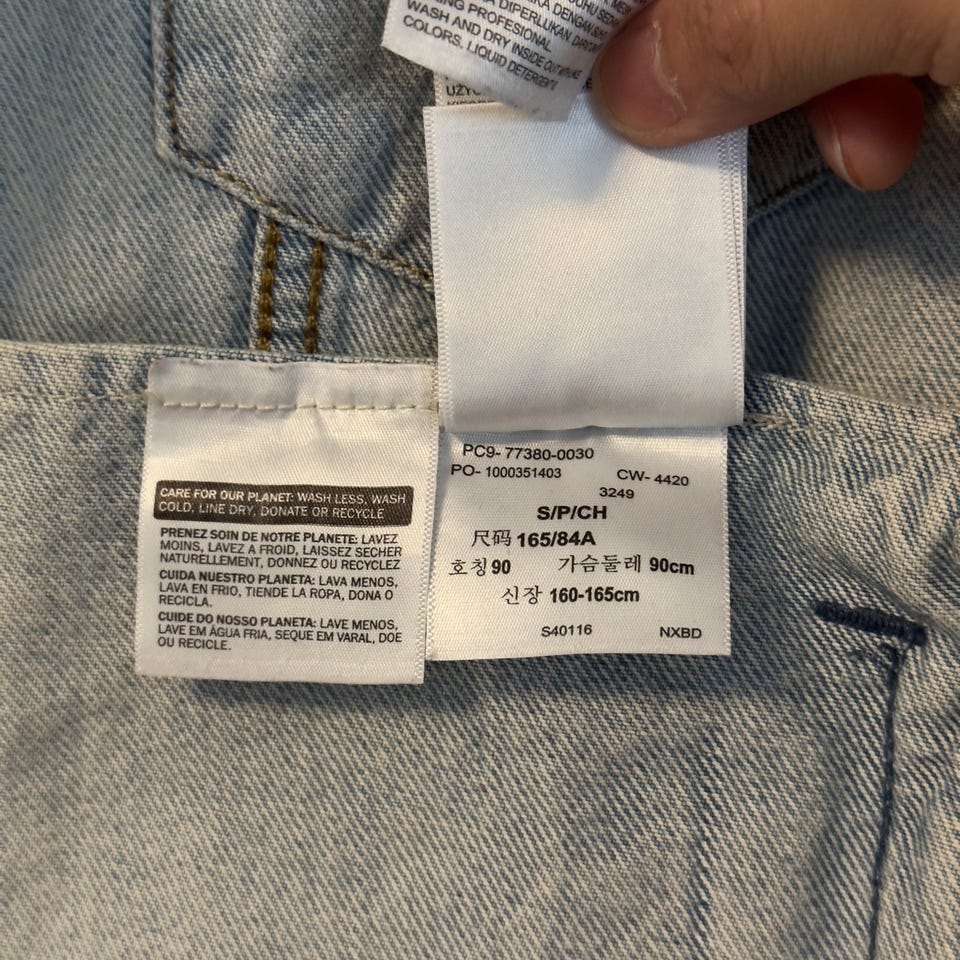 WASH AND DRY INSIDE OUT
COLORS. LIQUID DETERGENT
PROFESIONAL
DIPERLUKAN
CARE FOR OUR PLANET: WASH LESS, WASH
COLD, LINE DRY, DONATE OR RECYCLE
PRENEZ SOIN DE NOTRE PLANETE: LAVEZ
MOINS, LAVEZ A FROID, LAISSEZ SECHER
NATURELLEMENT, DONNEZ OU RECYCLEZ
CUIDA NUESTRO PLANETA: LAVA MENOS,
LAVA EN FRIO, TIENDE LA ROPA, DONA O
RECICLA.
CUIDE DO NOSSO PLANETA: LAVE MENOS,
LAVE EM ÁGUA FRIA, SEQUE EM VARAL, DOE
OU RECICLE.
PC9- 77380-0030
PO- 1000351403 CW- 4420
3249
S/P/CH
尺码 165/84A
호칭 90 가슴둘레 90cm
신장 160-165cm
S40116 NXBD